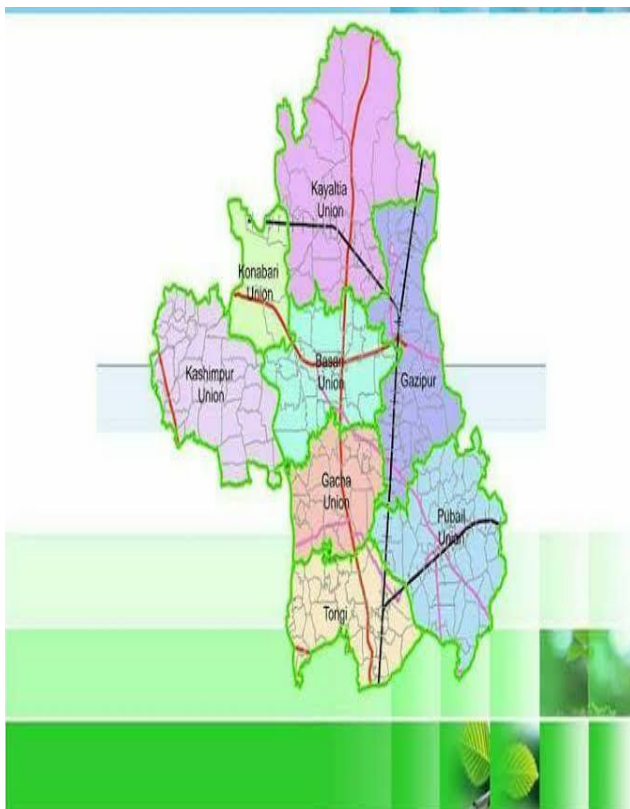 Kayaltia
Union
Konabari
Union
Kashimpur
Union
Basan
Union
Gazipur
Gacha
Union
Pubail
Union
Tongi